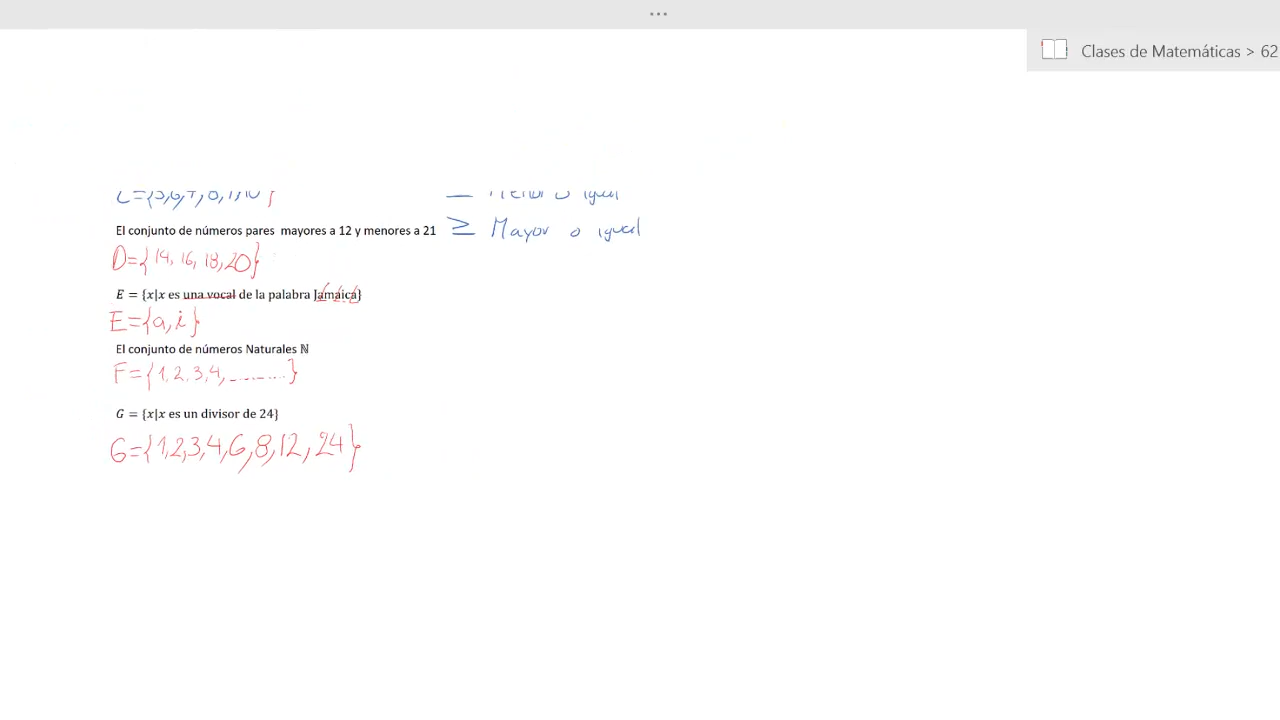 Clases de Matemáticas > 62
≥ Mayor o igual
El conjunto de números pares mayores a 12 y menores a 21
D={14, 16, 18, 20}
E = {x|x es una vocal de la palabra Jamaica}
E={a, i}
El conjunto de números Naturales ℕ
F={1, 2, 3, 4, ..........}
G = {x|x es un divisor de 24}
G={1,2,3,4,6,8,12,24}